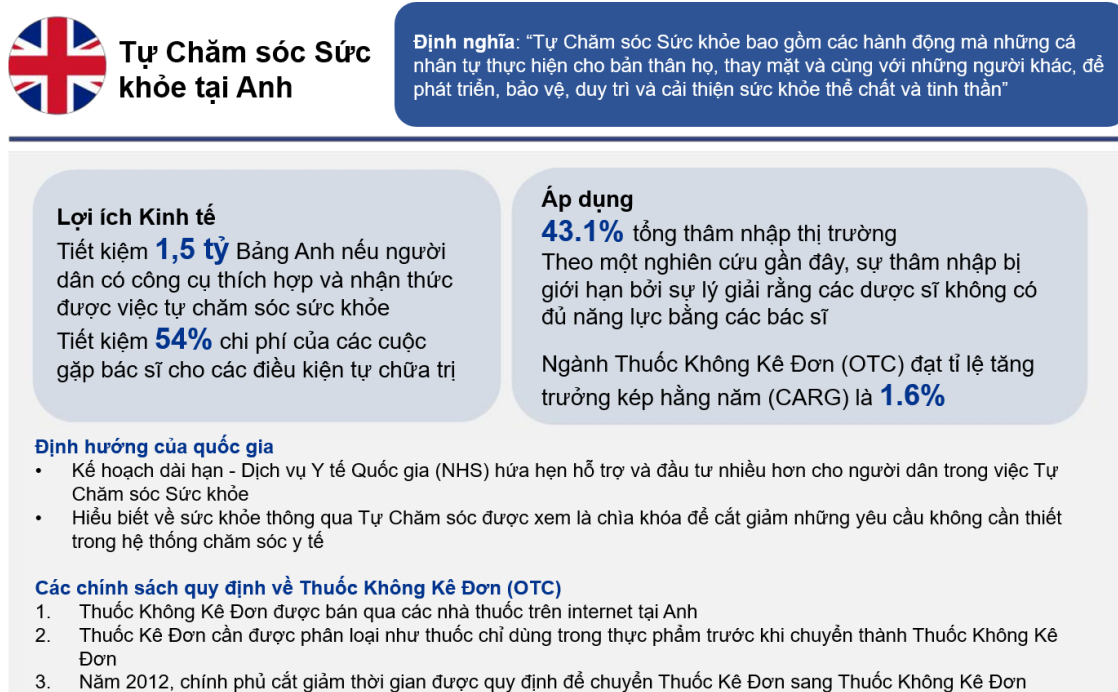 Tự Chăm sóc Sức
khỏe tại Anh
Định nghĩa: “Tự Chăm sóc Sức khỏe bao gồm các hành động mà những cá
nhân tự thực hiện cho bản thân họ, thay mặt và cùng với những người khác, để
phát triển, bảo vệ, duy trì và cải thiện sức khỏe thể chất và tinh thần”
Lợi ích Kinh tế
Tiết kiệm 1,5 tỷ Bảng Anh nếu người
dân có công cụ thích hợp và nhận thức
được việc tự chăm sóc sức khỏe
Tiết kiệm 54% chi phí của các cuộc
gặp bác sĩ cho các điều kiện tự chữa trị
Áp dụng
43.1% tổng thâm nhập thị trường
Theo một nghiên cứu gần đây, sự thâm nhập bị
giới hạn bởi sự lý giải rằng các dược sĩ không có
đủ năng lực bằng các bác sĩ
Ngành Thuốc Không Kê Đơn (OTC) đạt tỉ lệ tăng
trưởng kép hằng năm (CARG) là 1.6%
Định hướng của quốc gia
• Kế hoạch dài hạn - Dịch vụ Y tế Quốc gia (NHS) hứa hẹn hỗ trợ và đầu tư nhiều hơn cho người dân trong việc Tự
Chăm sóc Sức khỏe
• Hiểu biết về sức khỏe thông qua Tự Chăm sóc được xem là chìa khóa để cắt giảm những yêu cầu không cần thiết
trong hệ thống chăm sóc y tế
Các chính sách quy định về Thuốc Không Kê Đơn (OTC)
1. Thuốc Không Kê Đơn được bán qua các nhà thuốc trên internet tại Anh
2. Thuốc Kê Đơn cần được phân loại như thuốc chỉ dùng trong thực phẩm trước khi chuyển thành Thuốc Không Kê
Đơn
3. Năm 2012, chính phủ cắt giảm thời gian được quy định để chuyển Thuốc Kê Đơn sang Thuốc Không Kê Đơn